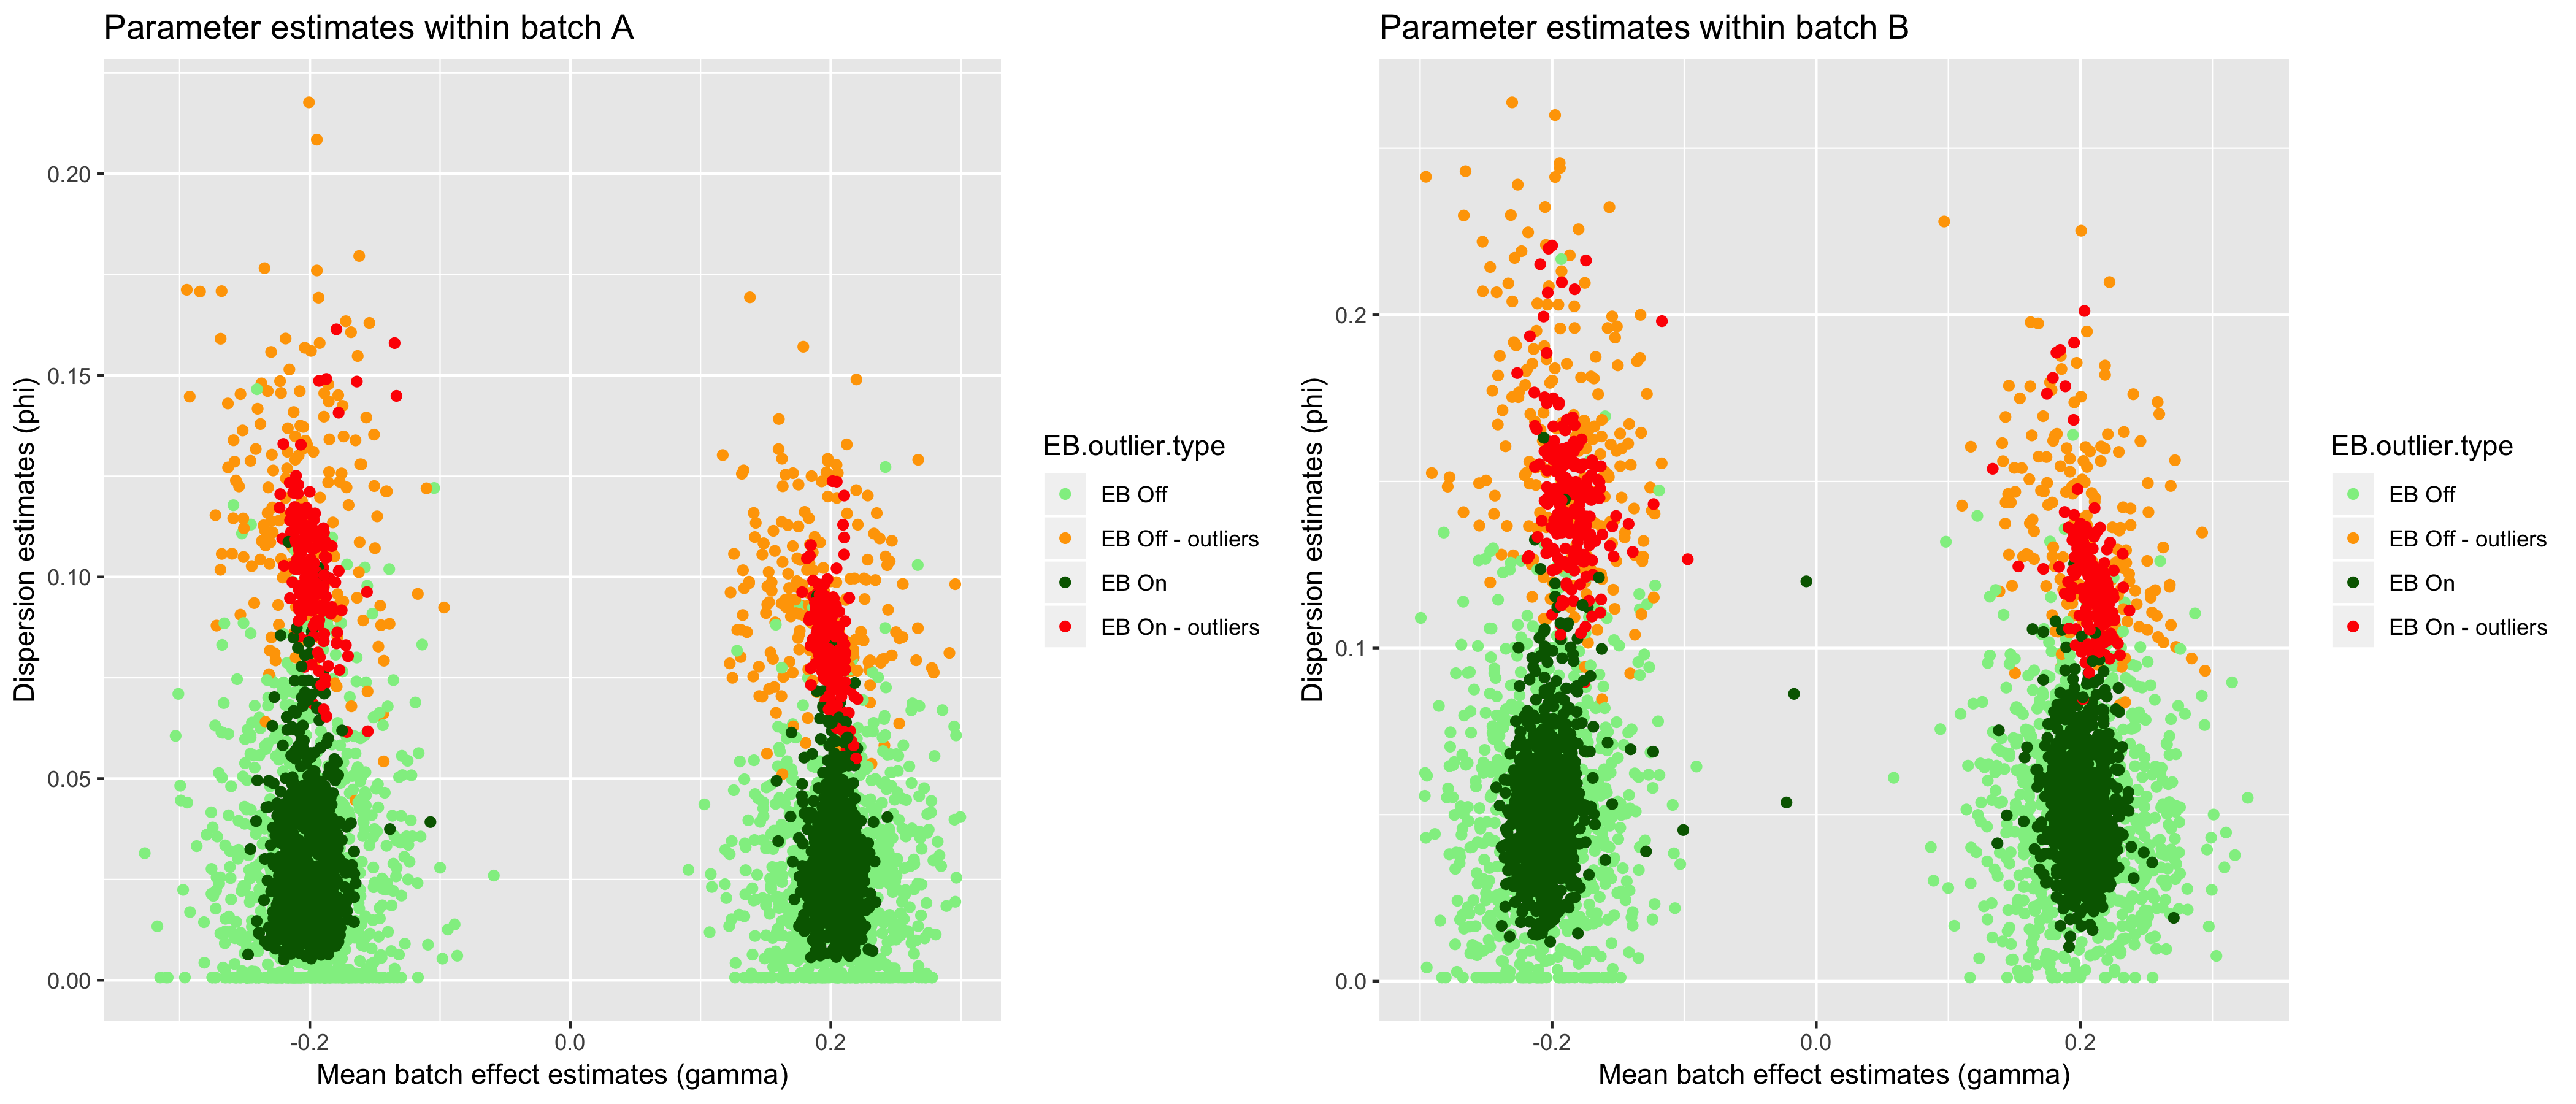 Parameter estimates within batch A
Dispersion estimates (phi)
0.20
0.15
0.10
0.05
0.00
-0.2
0.0
0.2
Mean batch effect estimates (gamma)
EB.outlier.type
EB Off
EB Off - outliers
EB On
EB On - outliers
Parameter estimates within batch B
Dispersion estimates (phi)
0.2
0.1
0.0
-0.2
0.0
0.2
Mean batch effect estimates (gamma)
EB.outlier.type
EB Off
EB Off - outliers
EB On
EB On - outliers